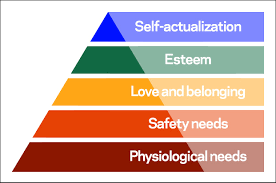 Self-actualization
Esteem
Love and belonging
Safety needs
Physiological needs